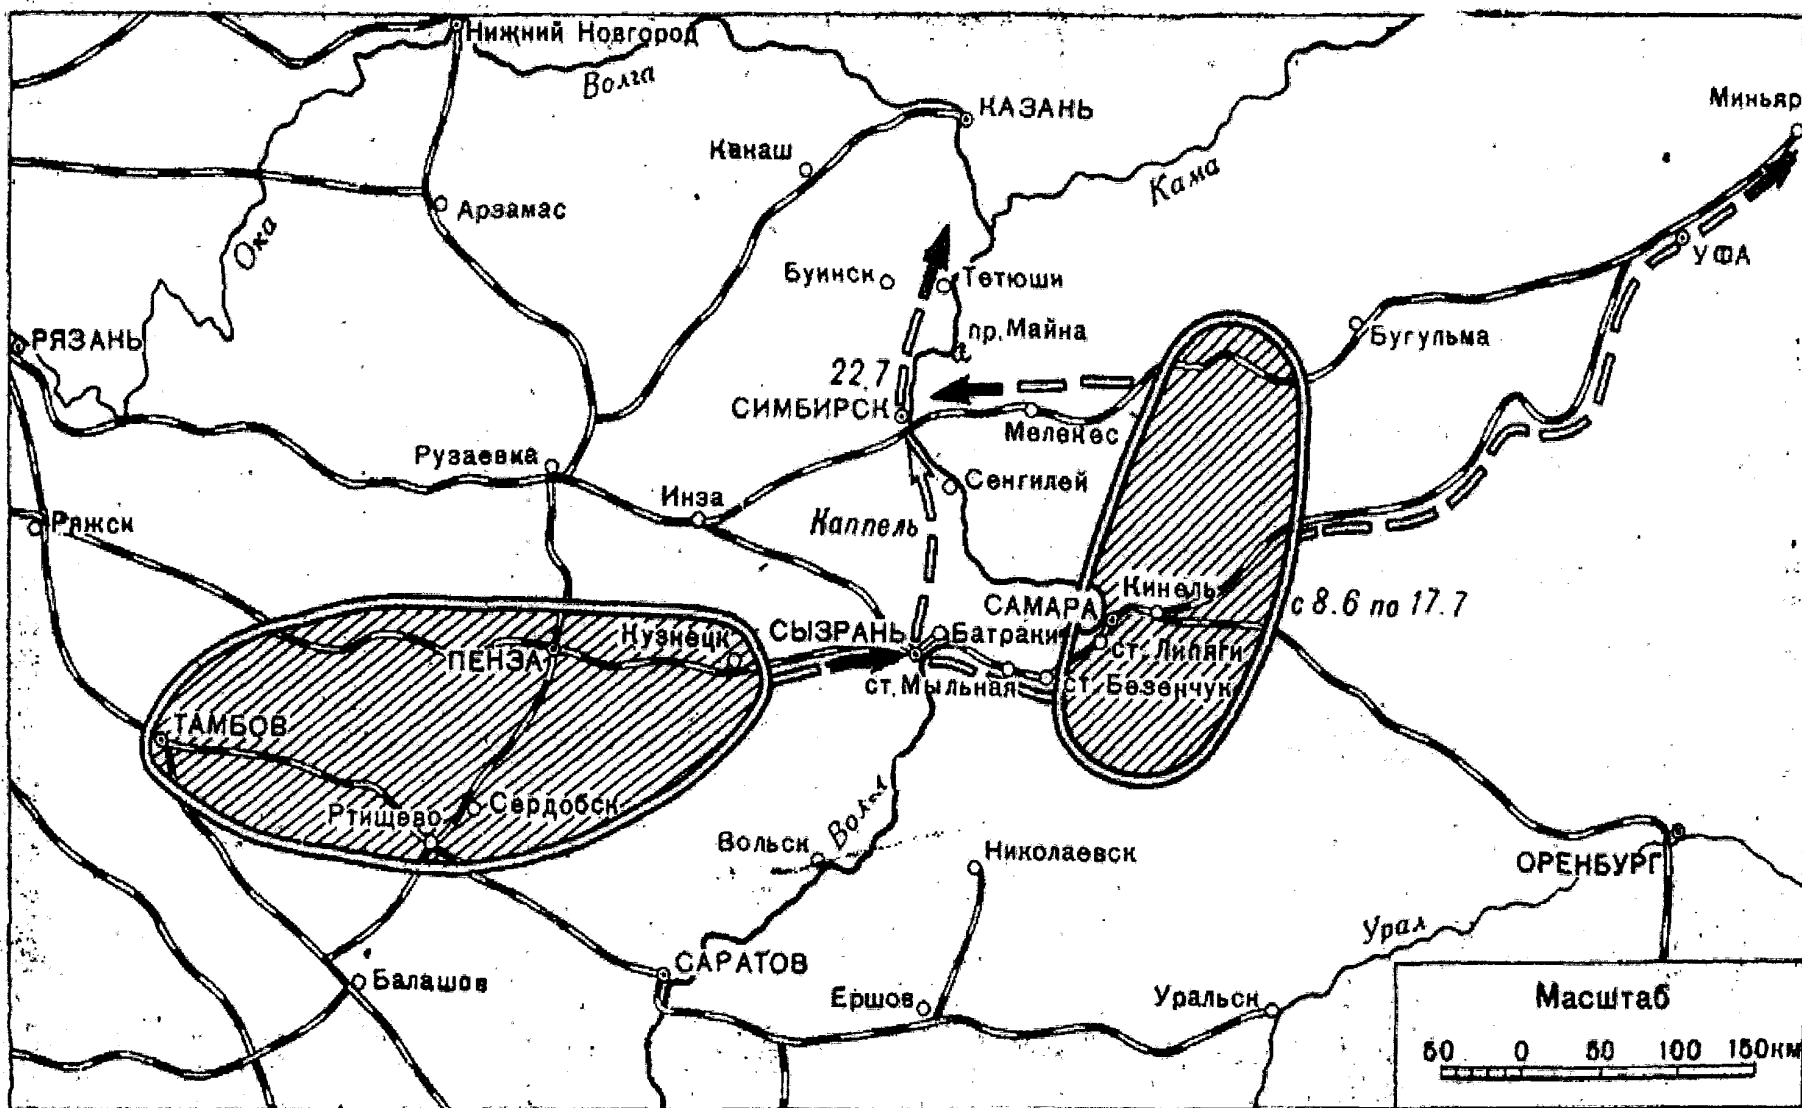 Нижний Новгород
Волга
КАЗАНЬ
Миньяр
Канаш
Кама
Арзамас
Ока
УФА
Буинск
Тетюши
РЯЗАНЬ
пр. Майна
Бугульма
22.7
СИМБИРСК
Мелекес
Рузаевка
Сенгилей
Инза
Ряжск
Каппель
Кинель
САМАРА
с 8.6 по 17.7
Кузнецк
СЫЗРАНЬ
Батраки
ПЕНЗА
ст. Липяги
ст. Мыльная
ст. Безенчук
ТАМБОВ
Сердобск
Ртищево
Вольск
Волга
Николаевск
ОРЕНБУРГ
Урал
САРАТОВ
Балашов
Ершов
Уральск
Масштаб
50 0 50 100 150км